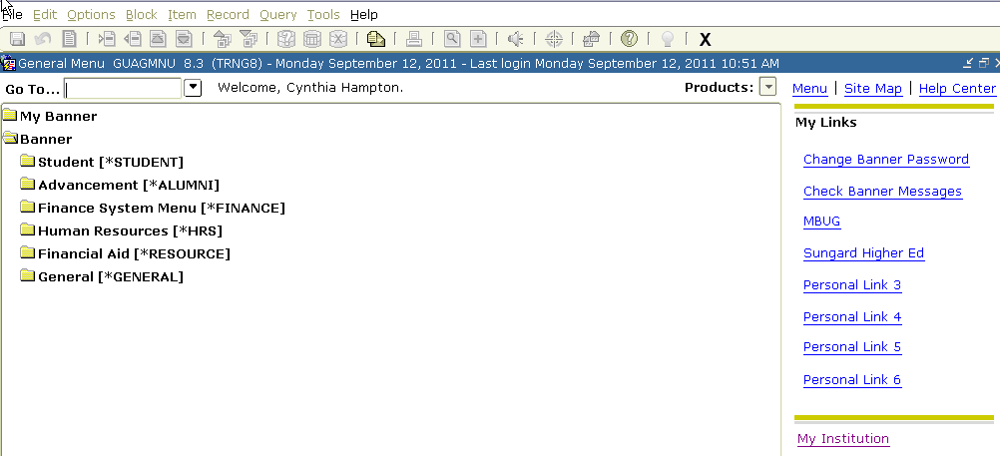 File Edit Options Block Item Record Query Tools Help
X
General Menu GUAGMNU 8.3 (TRNG8) - Monday September 12, 2011 - Last login Monday September 12, 2011 10:51 AM
Go To... Welcome, Cynthia Hampton. Products: Menu | Site Map | Help Center
My Banner
Banner
Student [*STUDENT]
Advancement [*ALUMNI]
Finance System Menu [*FINANCE]
Human Resources [*HRS]
Financial Aid [*RESOURCE]
General [*GENERAL]
My Links
Change Banner Password
Check Banner Messages
MBUG
Sungard Higher Ed
Personal Link 3
Personal Link 4
Personal Link 5
Personal Link 6
My Institution